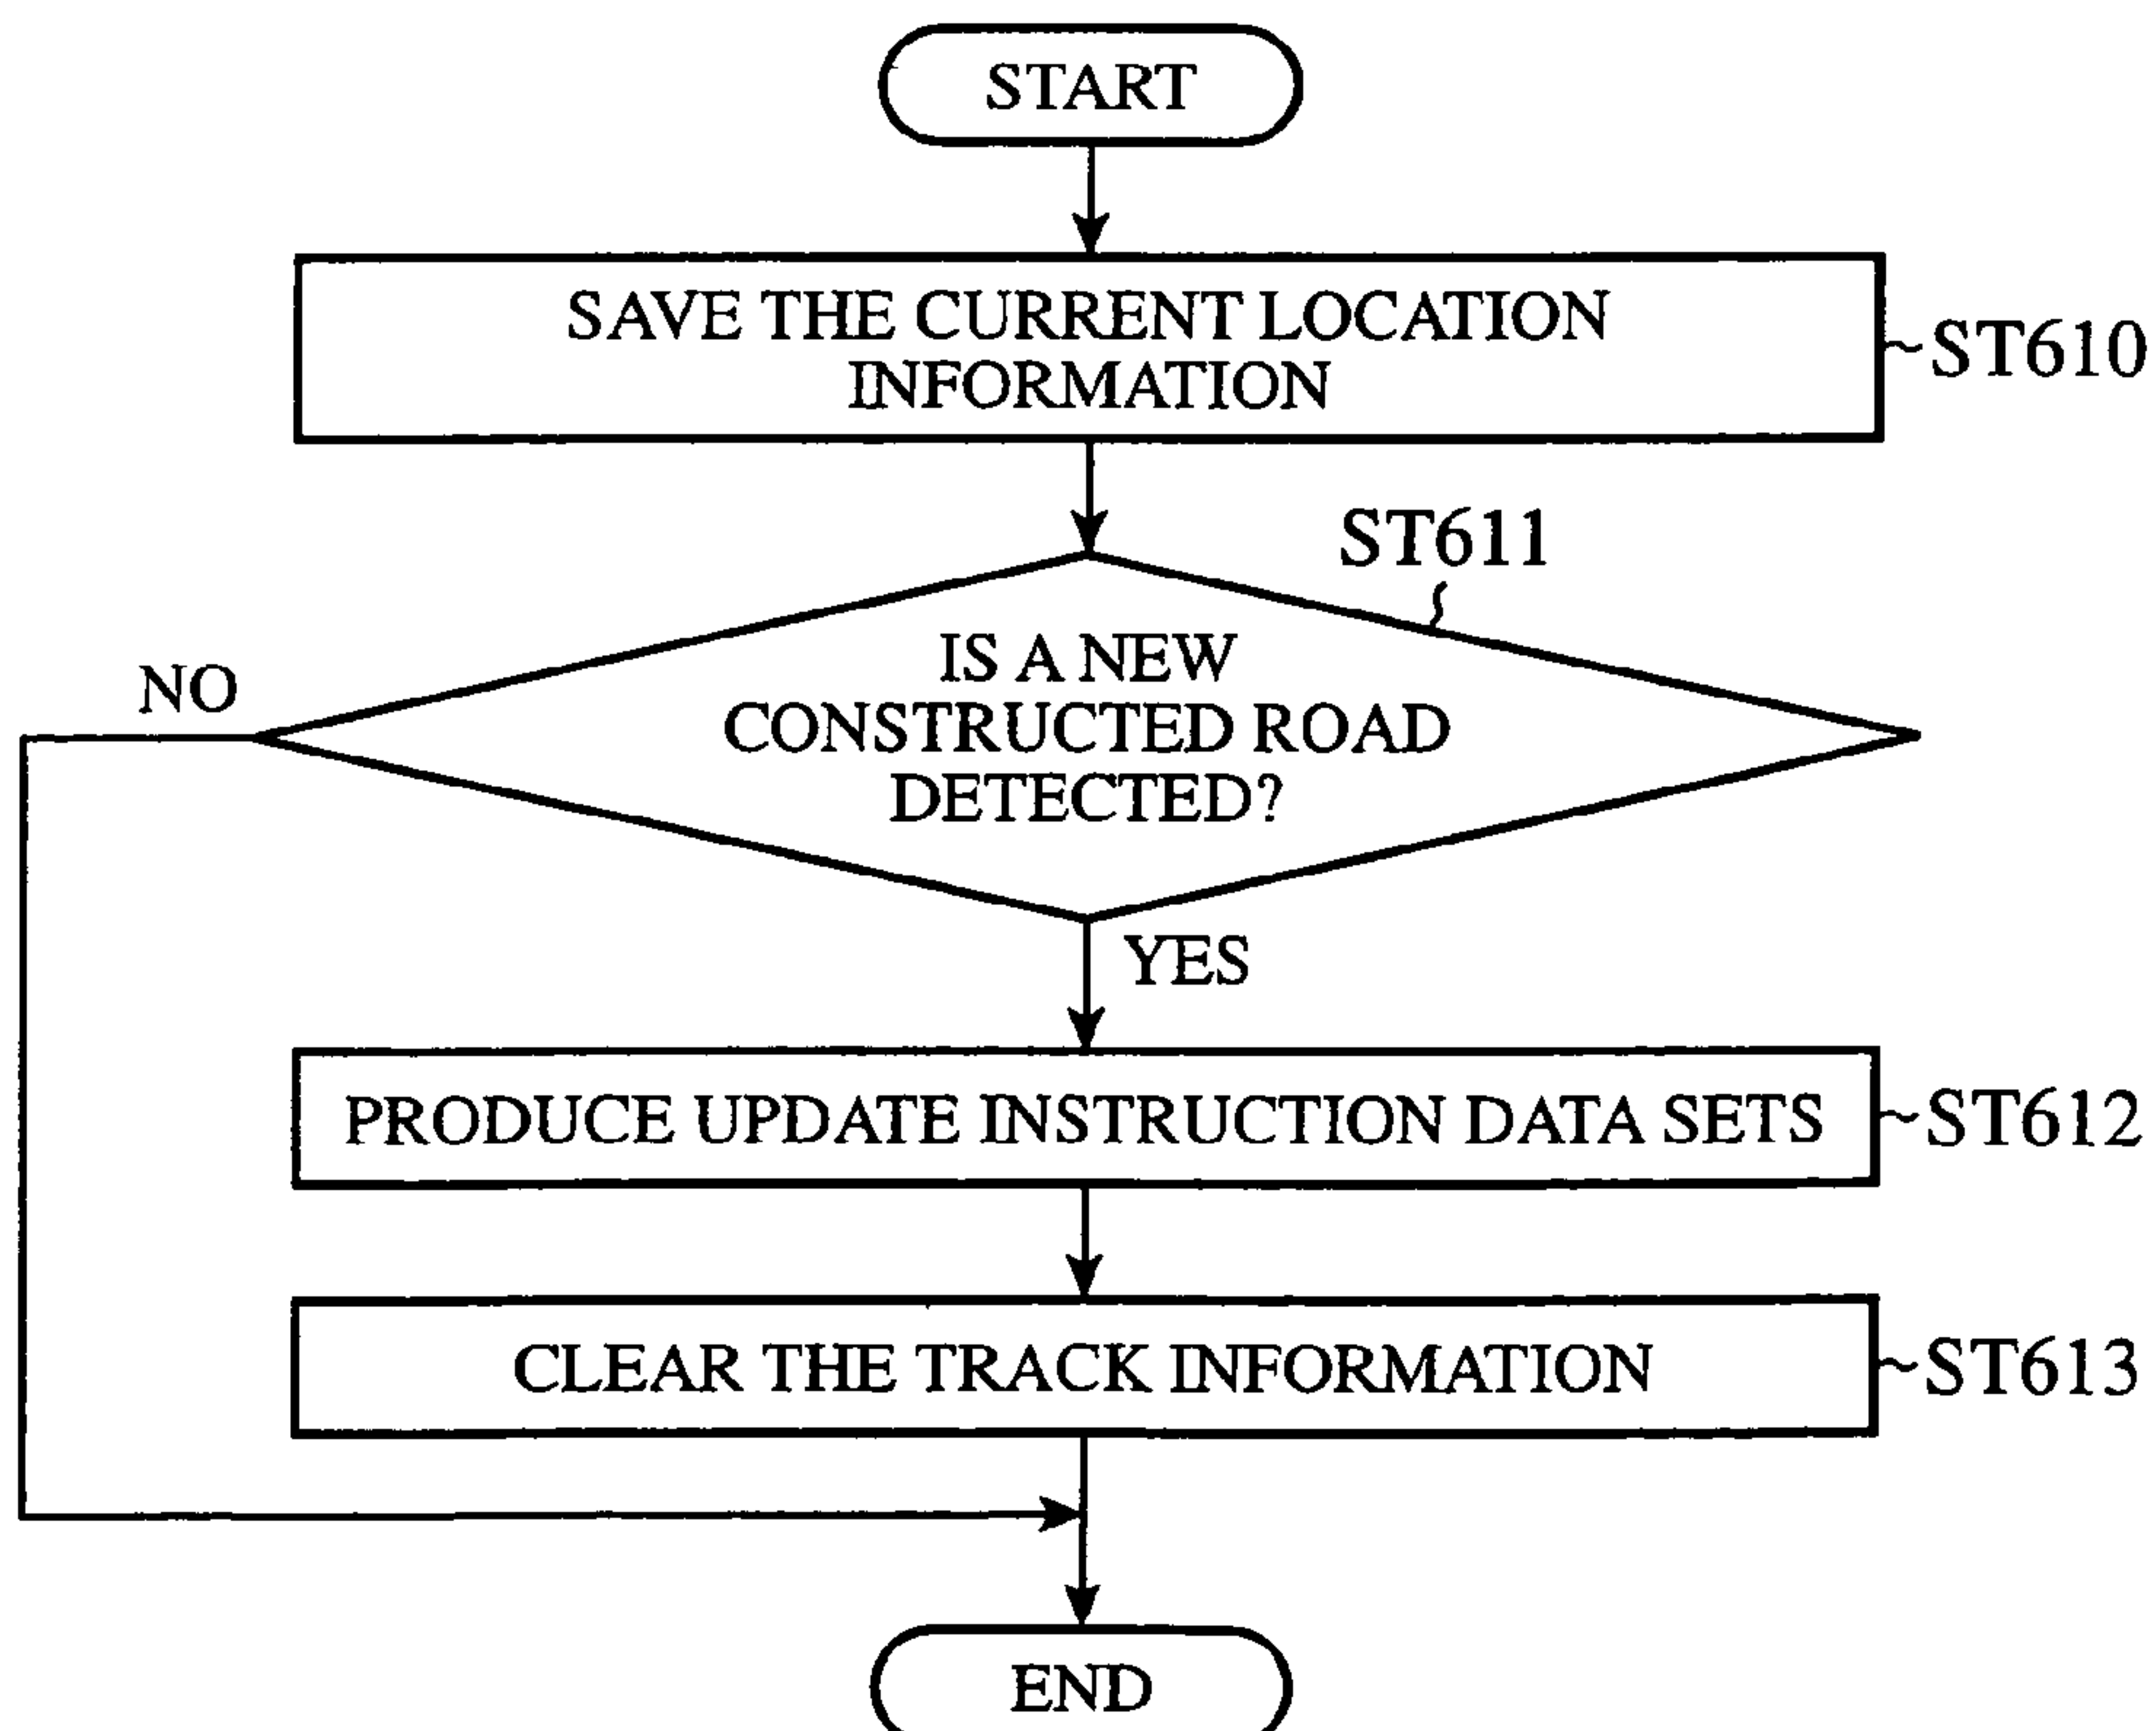 START
SAVE THE CURRENT LOCATION
INFORMATION
ST610
ST611
IS A NEW
CONSTRUCTED ROAD
DETECTED?
NO
YES
PRODUCE UPDATE INSTRUCTION DATA SETS
ST612
CLEAR THE TRACK INFORMATION
ST613
END